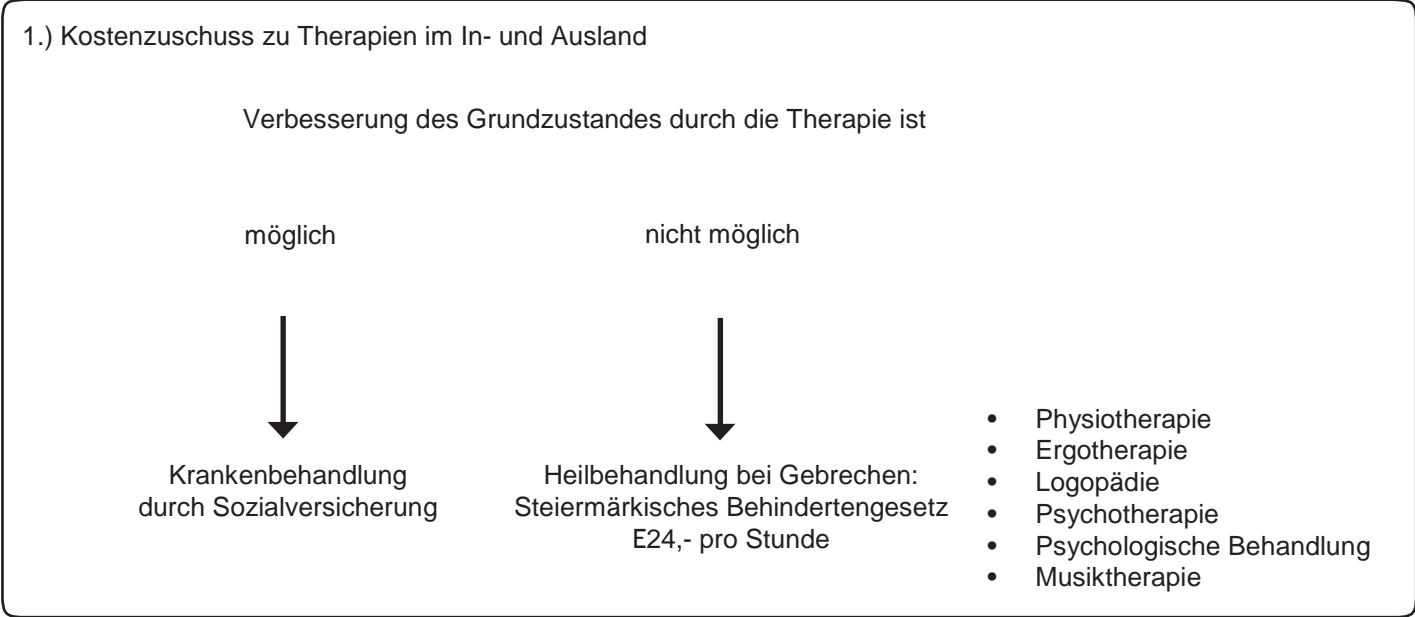 1.) Kostenzuschuss zu Therapien im In- und Ausland
Verbesserung des Grundzustandes durch die Therapie ist
möglich
nicht möglich
Krankenbehandlung
durch Sozialversicherung
Heilbehandlung bei Gebrechen:
Steiermärkisches Behindertengesetz
E24,- pro Stunde
• Physiotherapie
• Ergotherapie
• Logopädie
• Psychotherapie
• Psychologische Behandlung
• Musiktherapie